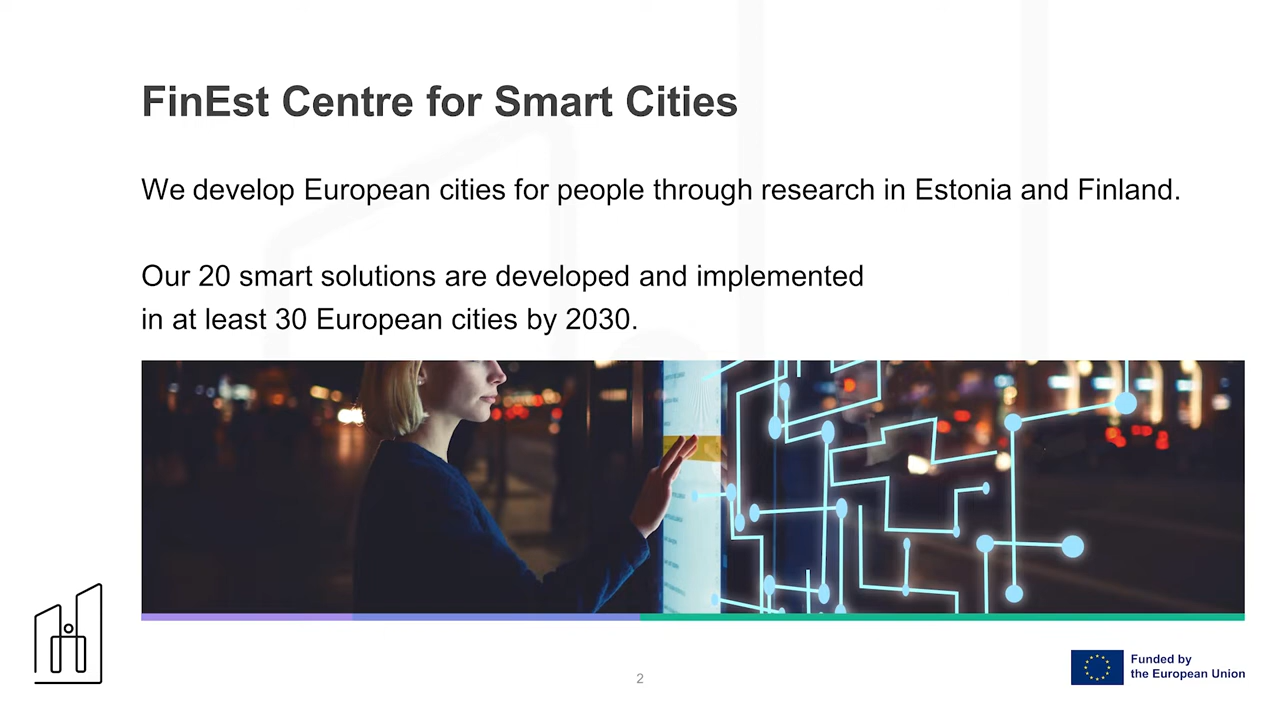 FinEst Centre for Smart Cities
We develop European cities for people through research in Estonia and Finland.
Our 20 smart solutions are developed and implemented
in at least 30 European cities by 2030.
2
Funded by
the European Union